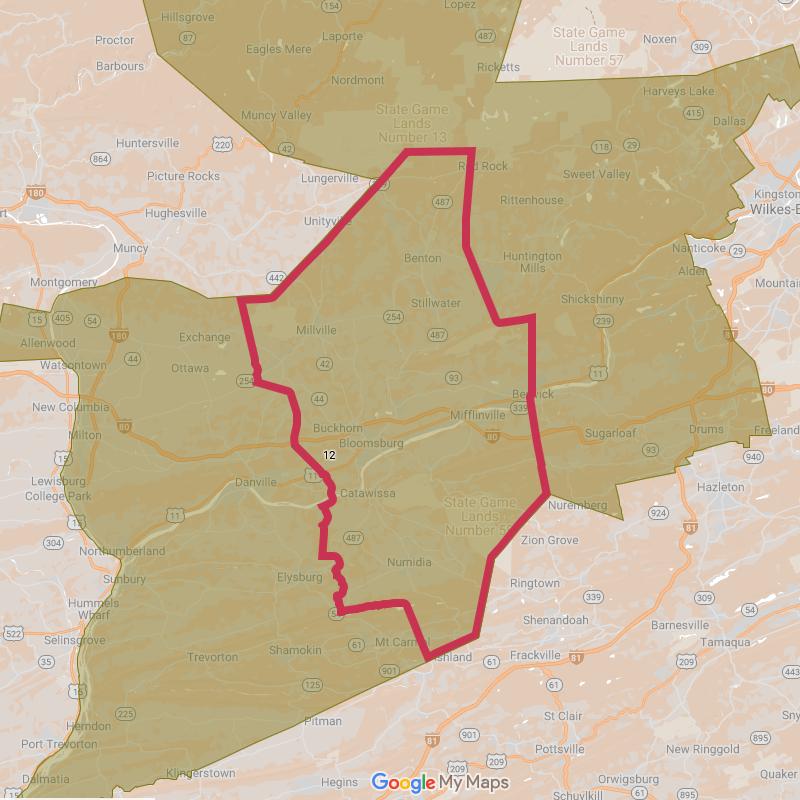 Hillsgrove
154
Lopez
87
Laporte
Proctor
Eagles Mere
487
State Game
Lands
Number 57
Noxen
309
Barbours
Nordmont
Ricketts
Harveys Lake
Muncy Valley
State Game
Lands
Number 13
415
Dallas
Huntersville
220
42
118
29
864
Lungerville
Red Rock
Sweet Valley
Picture Rocks
180
Kingston
Hughesville
487
Rittenhouse
Wilkes-B
Unityville
Muncy
Benton
Huntington
Mills
Nanticoke
29
Alden
Montgomery
442
Mountain
Stillwater
Shickshinny
15
405
54
254
239
Allenwood
180
Exchange
Millville
487
Watsontown
44
42
Ottawa
11
254
93
80
New Columbia
44
Berwick
339
80
Milton
Buckhorn
Mifflinville
Drums
Freeland
Bloomsburg
80
Sugarloaf
93
15
12
940
Lewisburg
College Park
Danville
11
Catawissa
Hazleton
State Game
Lands
Number 58
Nuremberg
11
924
81
304
487
Zion Grove
Northumberland
Numidia
Sunbury
Elysburg
Ringtown
Hummels
Wharf
54
339
309
522
Selinsgrove
Shenandoah
Barnesville
61
Mt Carmel
Tamaqua
35
Trevorton
Shamokin
Ashland
61
Frackville
81
209
901
443
16
125
61
225
St Clair
Herndon
Pitman
895
Port Trevorton
901
81
Pottsville
New Ringgold
209
209
Dalmatia
Klingerstown
Hegins
Google My Maps
Orwigsburg
Quaker
Schuylkill
61
895